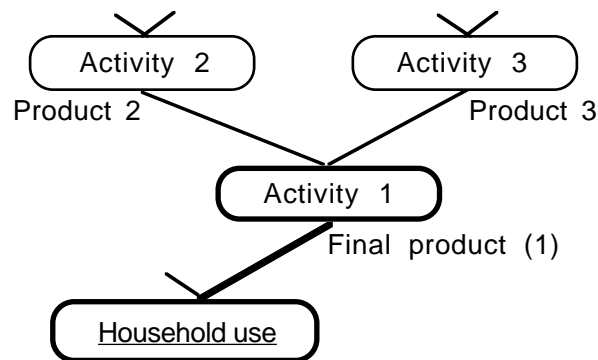 Activity 2
Activity 3
Product 2
Product 3
Activity 1
Final product (1)
Household use